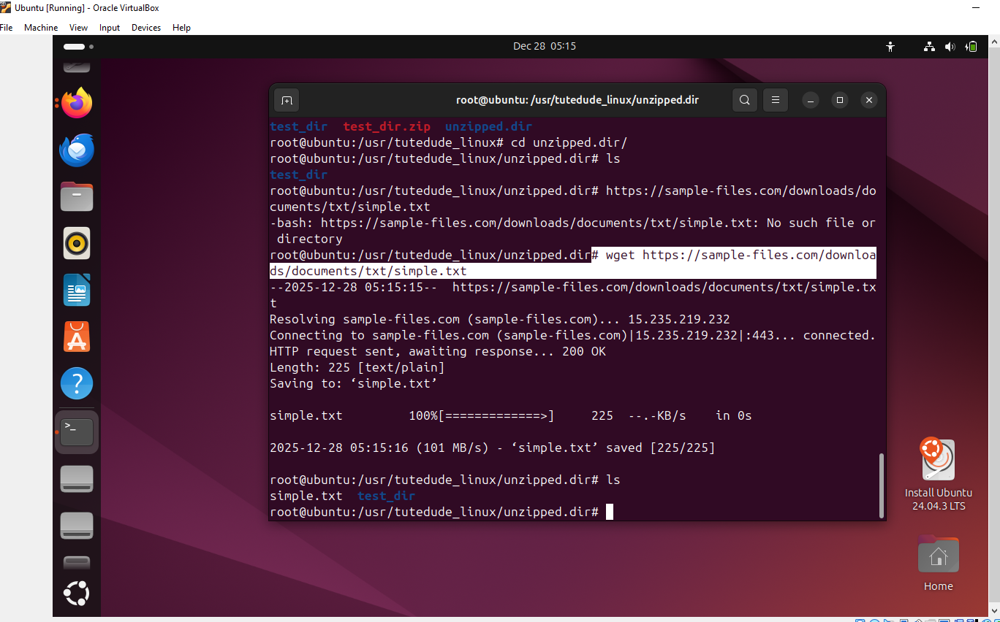 Ubuntu [Running] - Oracle VirtualBox
File Machine View Input Devices Help
Dec 28 05:15
root@ubuntu: /usr/tutedude_linux/unzipped.dir
test_dir test_dir.zip unzipped.dir
root@ubuntu:/usr/tutedude_linux# cd unzipped.dir/
root@ubuntu:/usr/tutedude_linux/unzipped.dir# ls
test_dir
root@ubuntu:/usr/tutedude_linux/unzipped.dir# https://sample-files.com/downloads/do
cuments/txt/simple.txt
-bash: https://sample-files.com/downloads/documents/txt/simple.txt: No such file or
directory
root@ubuntu:/usr/tutedude_linux/unzipped.dir# wget https://sample-files.com/downloa
ds/documents/txt/simple.txt
--2025-12-28 05:15:15-- https://sample-files.com/downloads/documents/txt/simple.tx
t
Resolving sample-files.com (sample-files.com)... 15.235.219.232
Connecting to sample-files.com (sample-files.com)|15.235.219.232|:443... connected.
HTTP request sent, awaiting response... 200 OK
Length: 225 [text/plain]
Saving to: ‘simple.txt’
simple.txt 100%[=============>] 225 --.-KB/s in 0s
2025-12-28 05:15:16 (101 MB/s) - ‘simple.txt’ saved [225/225]
root@ubuntu:/usr/tutedude_linux/unzipped.dir# ls
simple.txt test_dir
root@ubuntu:/usr/tutedude_linux/unzipped.dir#
Install Ubuntu
24.04.3 LTS
Home